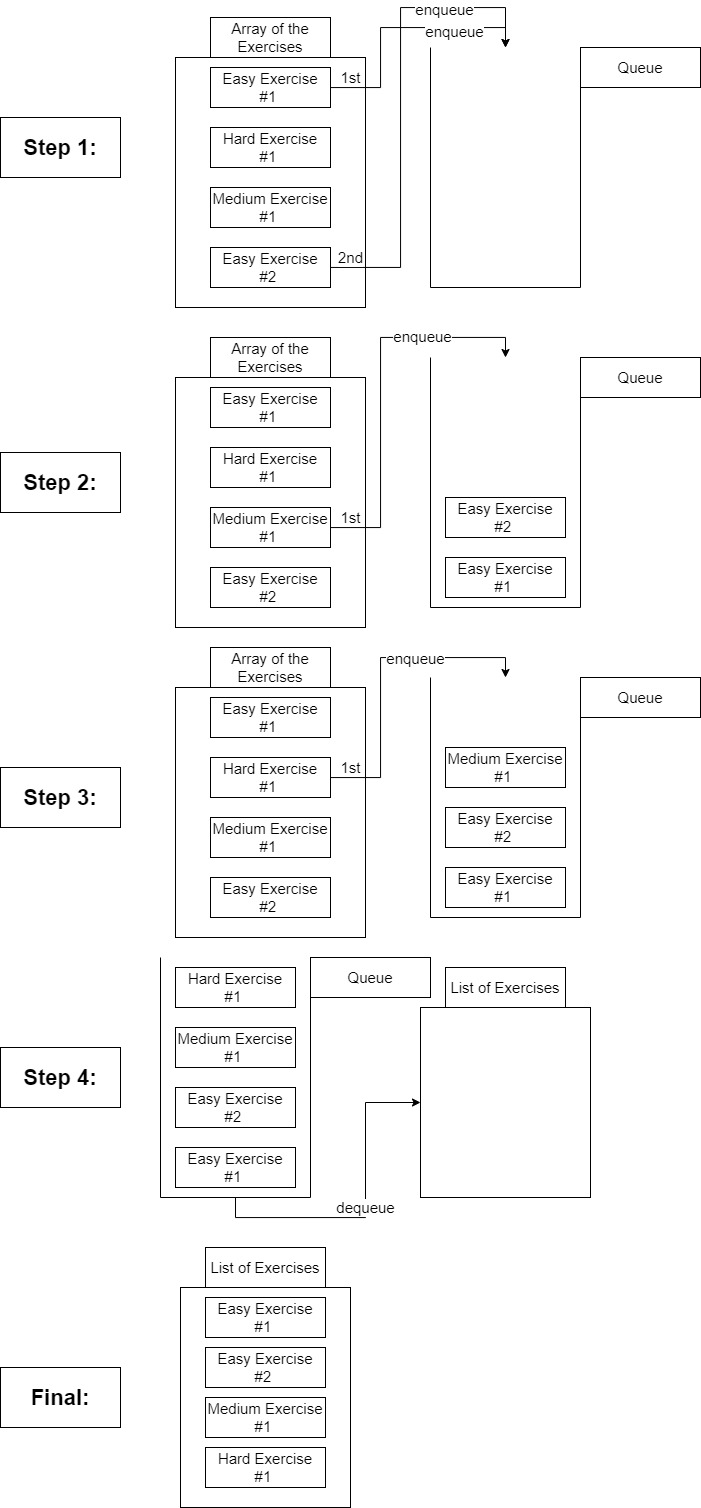 enqueue
enqueue
Array of the
Exercises
Queue
Easy Exercise
#1
1st
Step 1:
Hard Exercise
#1
Medium Exercise
#1
Easy Exercise
#2
2nd
enqueue
Array of the
Exercises
Queue
Easy Exercise
#1
Step 2:
Hard Exercise
#1
Medium Exercise
#1
1st
Easy Exercise
#2
Easy Exercise
#2
Easy Exercise
#1
enqueue
Array of the
Exercises
Queue
Easy Exercise
#1
Step 3:
Hard Exercise
#1
1st
Medium Exercise
#1
Medium Exercise
#1
Easy Exercise
#2
Easy Exercise
#2
Easy Exercise
#1
Hard Exercise
#1
Queue
List of Exercises
Step 4:
Medium Exercise
#1
Easy Exercise
#2
Easy Exercise
#1
dequeue
List of Exercises
Final:
Easy Exercise
#1
Easy Exercise
#2
Medium Exercise
#1
Hard Exercise
#1